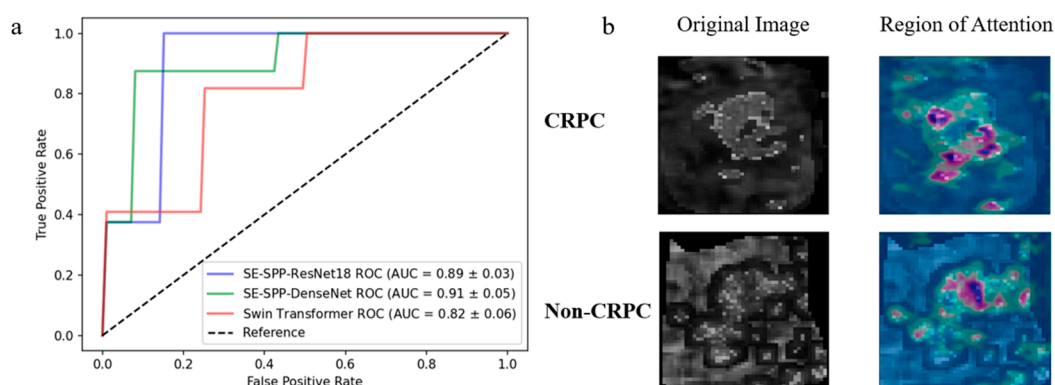 a
1.0
0.8
0.6
0.4
0.2
0.0
True Positive Rate
SE-SPP-ResNet18 ROC (AUC = 0.89 ± 0.03)
SE-SPP-DenseNet ROC (AUC = 0.91 ± 0.05)
Swin Transformer ROC (AUC = 0.82 ± 0.06)
Reference
0.0 0.2 0.4 0.6 0.8 1.0
False Positive Rate
b
Original Image Region of Attention
CRPC
Non-CRPC